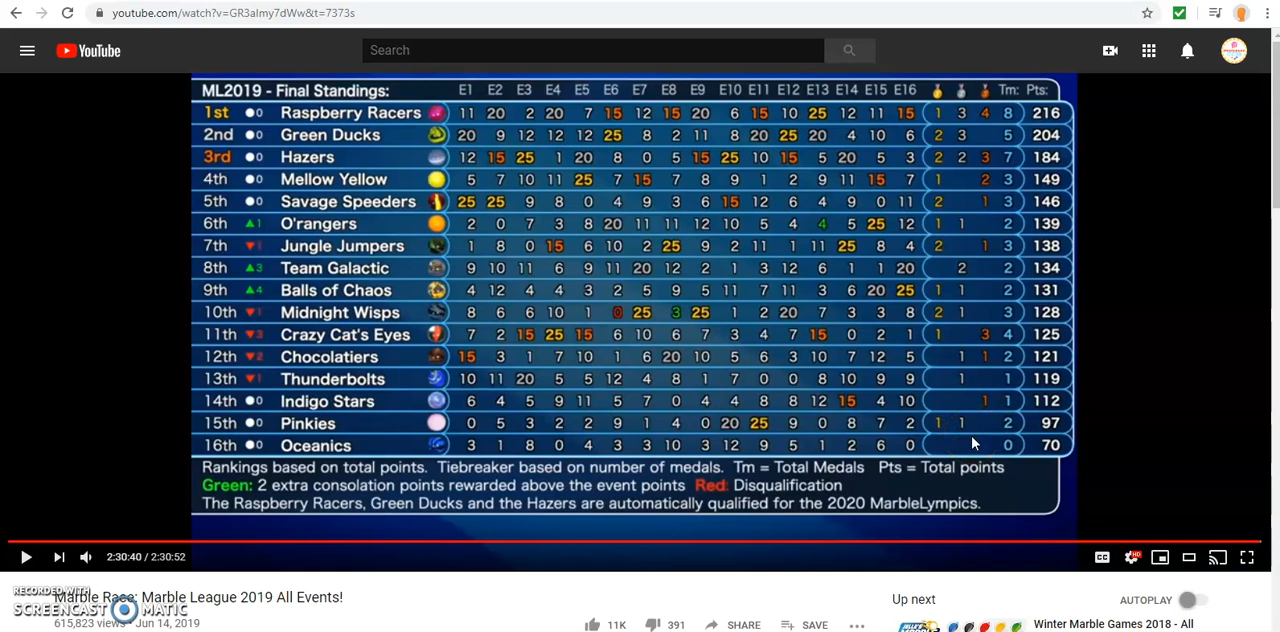 youtube.com/watch?v=GR3almy7dWw&t=7373s
YouTube
Search
ML2019 - Final Standings: E1 E2 E3 E4 E5 E6 E7 E8 E9 E10 E11 E12 E13 E14 E15 E16 Tm: Pts:
1st 0 Raspberry Racers 11 20 2 20 7 15 12 15 20 6 15 10 25 12 11 15 1 3 4 8 216
2nd 0 Green Ducks 20 9 12 12 12 25 8 2 11 8 20 25 20 4 10 6 2 3 5 204
3rd 0 Hazers 12 15 25 1 20 8 0 5 15 25 10 15 5 20 5 3 2 2 3 7 184
4th 0 Mellow Yellow 5 7 10 11 25 7 15 7 8 9 1 2 9 11 15 7 1 2 3 149
5th 0 Savage Speeders 25 25 9 8 0 4 9 3 6 15 12 6 4 9 0 11 2 1 3 146
6th 1 O'rangers 2 0 7 3 8 20 11 11 12 10 5 4 4 5 25 12 1 1 2 139
7th 1 Jungle Jumpers 1 8 0 15 6 10 2 25 9 2 11 1 11 25 8 4 2 1 3 138
8th 3 Team Galactic 9 10 11 6 9 11 20 12 2 1 3 12 6 1 1 20 2 2 134
9th 4 Balls of Chaos 4 12 4 4 3 2 5 9 5 11 7 11 3 6 20 25 1 1 2 131
10th 1 Midnight Wisps 8 6 6 10 1 0 25 3 25 1 2 20 7 3 3 8 2 1 3 128
11th 3 Crazy Cat's Eyes 7 2 15 25 15 6 10 6 7 3 4 7 15 0 2 1 1 3 4 125
12th 2 Chocolatiers 15 3 1 7 10 1 6 20 10 5 6 3 10 7 12 5 1 1 2 121
13th 1 Thunderbolts 10 11 20 5 5 12 4 8 1 7 0 0 8 10 9 9 1 1 119
14th 0 Indigo Stars 6 4 5 9 11 5 7 0 4 4 8 8 12 15 4 10 1 1 112
15th 0 Pinkies 0 5 3 2 2 9 1 4 0 20 25 9 0 8 7 2 1 1 2 97
16th 0 Oceanics 3 1 8 0 4 3 3 10 3 12 9 5 1 2 6 0 0 70
Rankings based on total points. Tiebreaker based on number of medals. Tm = Total Medals Pts = Total points
Green: 2 extra consolation points rewarded above the event points Red: Disqualification
The Raspberry Racers, Green Ducks and the Hazers are automatically qualified for the 2020 MarbleLympics.
2:30:40 / 2:30:52
CC HD
RECORDED WITH
SCREENCAST MATIC
Marble Race: Marble League 2019 All Events!
615,823 views Jun 14, 2019
11K 391 SHARE SAVE
Up next AUTOPLAY
Winter Marble Games 2018 - All